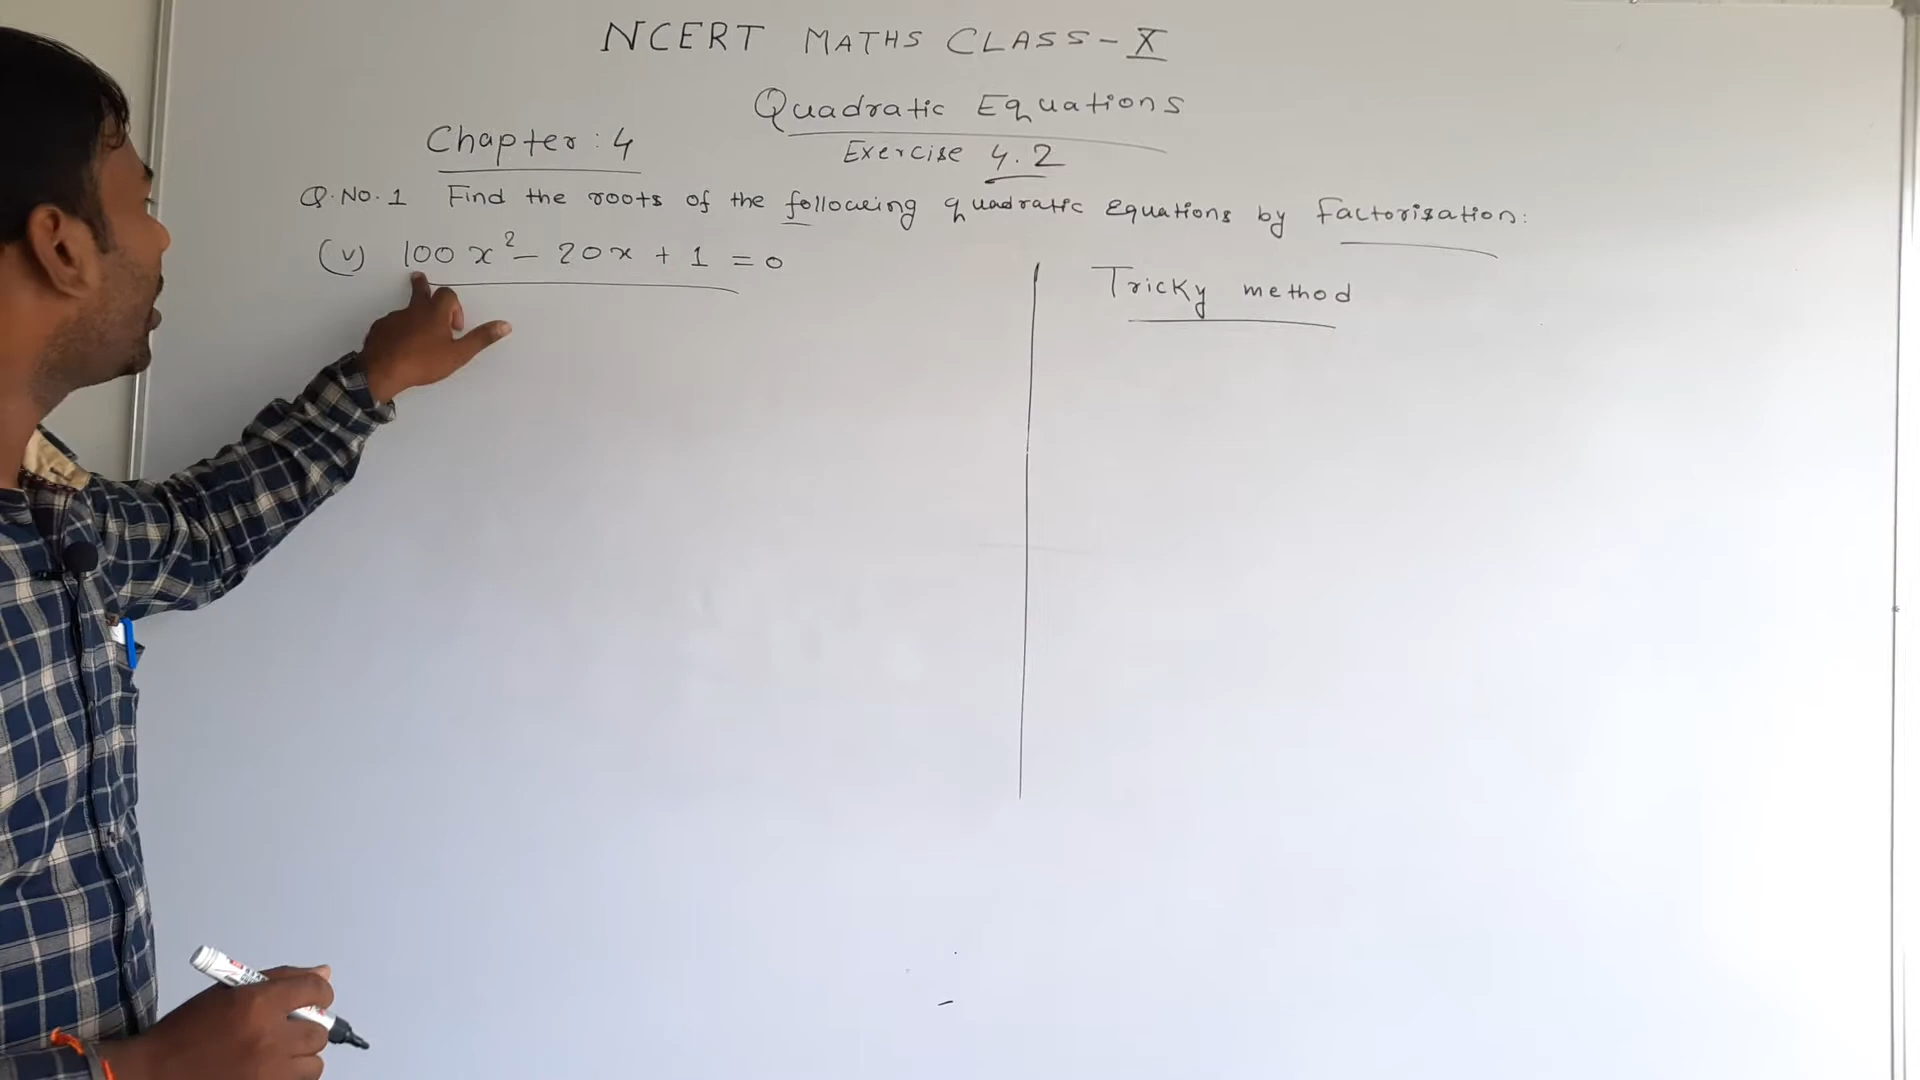 NCERT MATHS CLASS-X
Quadratic Equations
Chapter : 4
Exercise 4.2
Q.No.1 Find the roots of the following quadratic equations by Factorisation:
(v) 100x² - 20x + 1 = 0
Tricky method